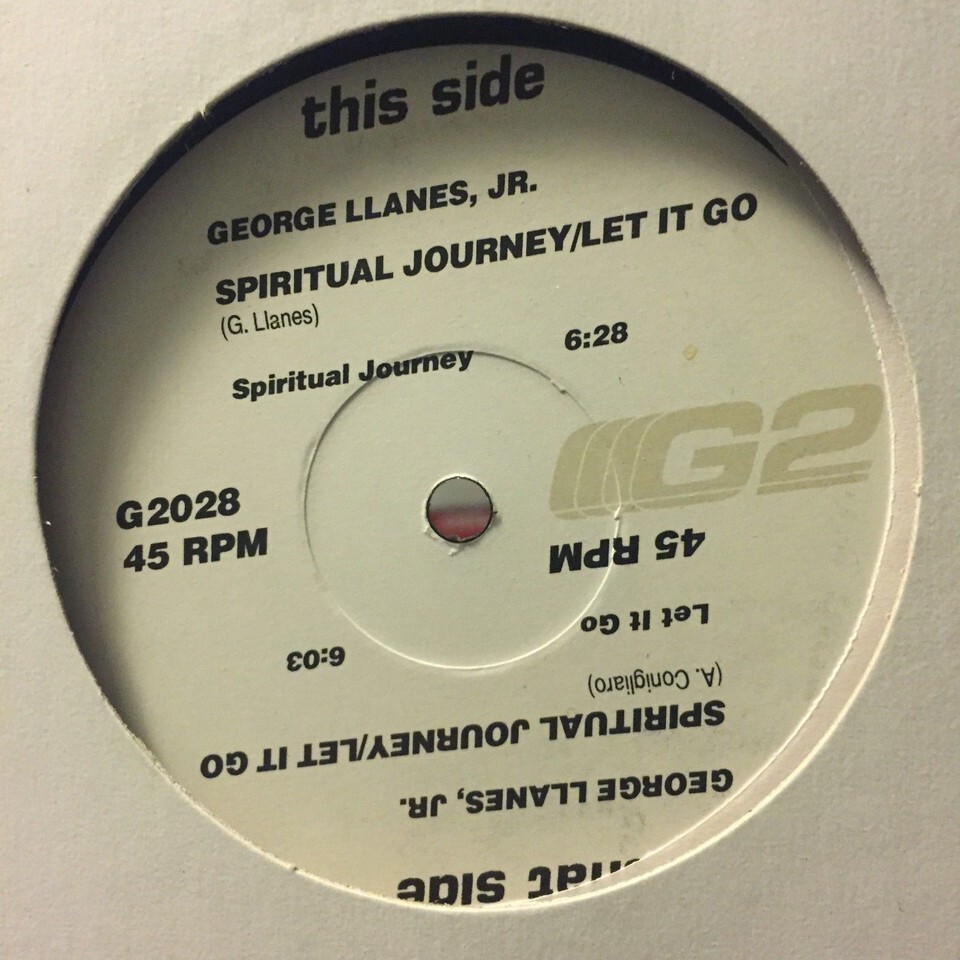 this side
GEORGE LLANES, JR.
SPIRITUAL JOURNEY/LET IT GO
(G. Llanes)
Spiritual Journey 6:28
G2
G2028
45 RPM
that side
GEORGE LLANES, JR.
SPIRITUAL JOURNEY/LET IT GO
(A. Conigliaro)
Let It Go 6:03
45 RPM